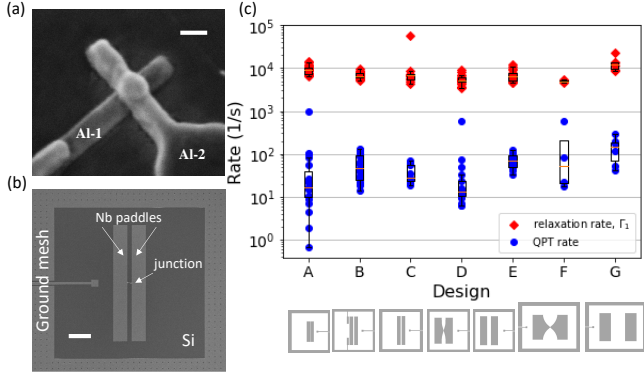 (a)
Al-1
Al-2
(b)
Nb paddles
junction
Ground mesh
Si
(c)
Rate (1/s)
10⁵
10⁴
10³
10²
10¹
10⁰
relaxation rate, Γ₁
QPT rate
A B C D E F G
Design